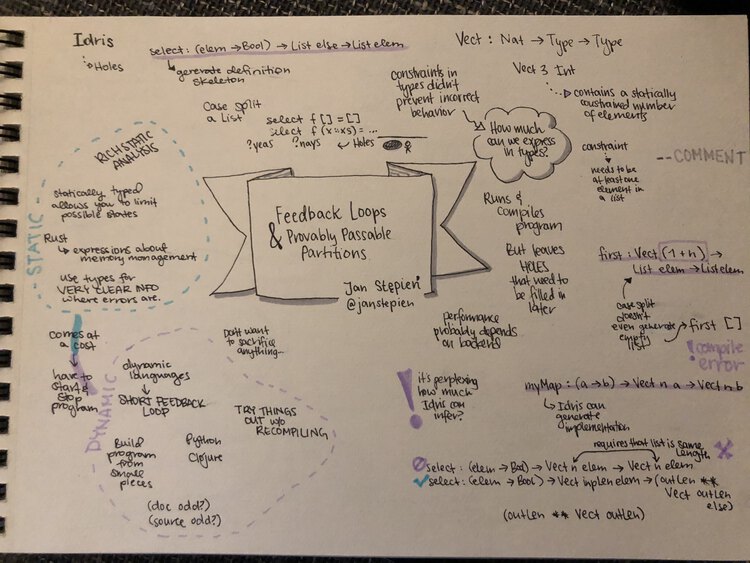 Idris
Holes
select: (elem → Bool) → List else → List elem
generate definition
skeleton
Case split
a List
select f [] = []
select f (x::xs) = ...
?yeas ?nays Holes
constraints in
types didn't
prevent incorrect
behavior
How much
can we express
in types?
Vect : Nat → Type → Type
Vect 3 Int
contains a statically
constrained number
of elements
constraint
needs to be
at least one
element in
a list
-- COMMENT
RICH STATIC
ANALYSIS
statically typed
allows you to limit
possible states
Rust
↳ expressions about
memory management
use types for
VERY CLEAR INFO
where errors are.
STATIC
Feedback Loops
& Provably Passable
Partitions
Jan Stępień
@janstepien
Runs &
compiles
program
But leaves
HOLES
that need to
be filled in
later
Performance
probably depends
on backend
first : Vect (1+n) →
List elem → List elem
case split
doesn't
even generate
empty
list
first []
! compile
error
comes at
a cost
have to
start &
stop
program
DYNAMIC
Don't want
to sacrifice
anything...
dynamic
languages
SHORT FEEDBACK
LOOP
TRY THINGS
OUT w/o
RECOMPILING
Build
program
from
small
pieces
Python
Clojure
(doc odd?)
(source odd?)
! it's perplexing
how much
Idris can
infer?
myMap : (a → b) → Vect n a → Vect n b
↳ Idris can
generate
implementation
requires that list is same
length
select : (elem → Bool) → Vect n elem → Vect n elem
✓ select : (elem → Bool) → Vect inplen elem → (outLen **
Vect outLen
else)
(outLen ** Vect outLen)